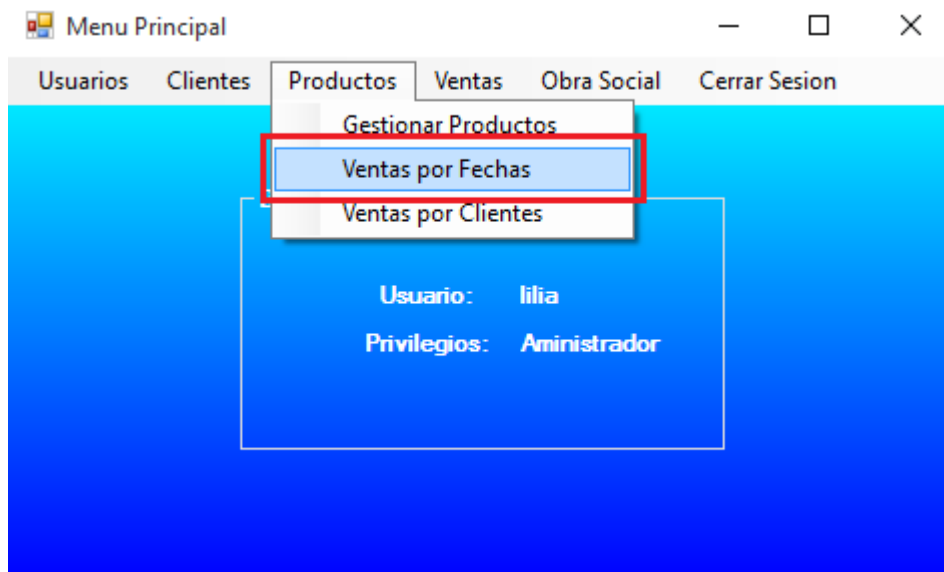 Menu Principal
Usuarios Clientes Productos Ventas Obra Social Cerrar Sesion
Gestionar Productos
Ventas por Fechas
Ventas por Clientes
Usuario: lilia
Privilegios: Aministrador